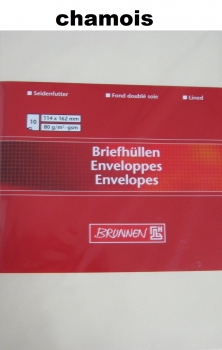 chamois
Seidenfutter
Fond doublé soie
Lined
10
114 x 162 mm
80 g/m²·gsm
Briefhüllen
Enveloppes
Envelopes
BRUNNEN